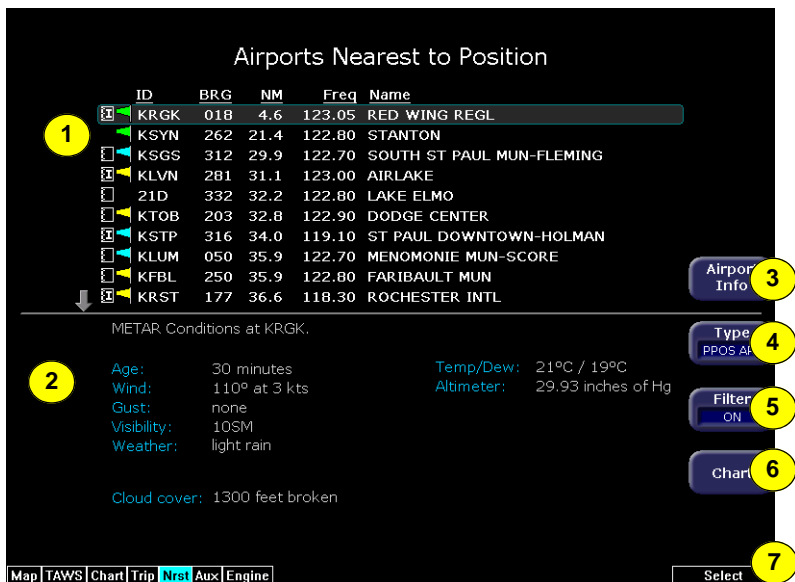 Airports Nearest to Position
ID BRG NM Freq Name
KRGK 018 4.6 123.05 RED WING REGL
1
KSYN 262 21.4 122.80 STANTON
KSGS 312 29.9 122.70 SOUTH ST PAUL MUN-FLEMING
KLVN 281 31.1 123.00 AIRLAKE
21D 332 32.2 122.80 LAKE ELMO
KTOB 203 32.8 122.90 DODGE CENTER
KSTP 316 34.0 119.10 ST PAUL DOWNTOWN-HOLMAN
KLUM 050 35.9 122.70 MENOMONIE MUN-SCORE
KFBL 250 35.9 122.80 FARIBAULT MUN
KRST 177 36.6 118.30 ROCHESTER INTL
Airport
Info
3
METAR Conditions at KRGK.
Type
PPOS AP
4
2
Age: 30 minutes
Wind: 110º at 3 kts
Gust: none
Visibility: 10SM
Weather: light rain
Temp/Dew: 21ºC / 19ºC
Altimeter: 29.93 inches of Hg
Filter
ON
5
Chart
6
Cloud cover: 1300 feet broken
Map TAWS Chart Trip Nrst Aux Engine
Select
7